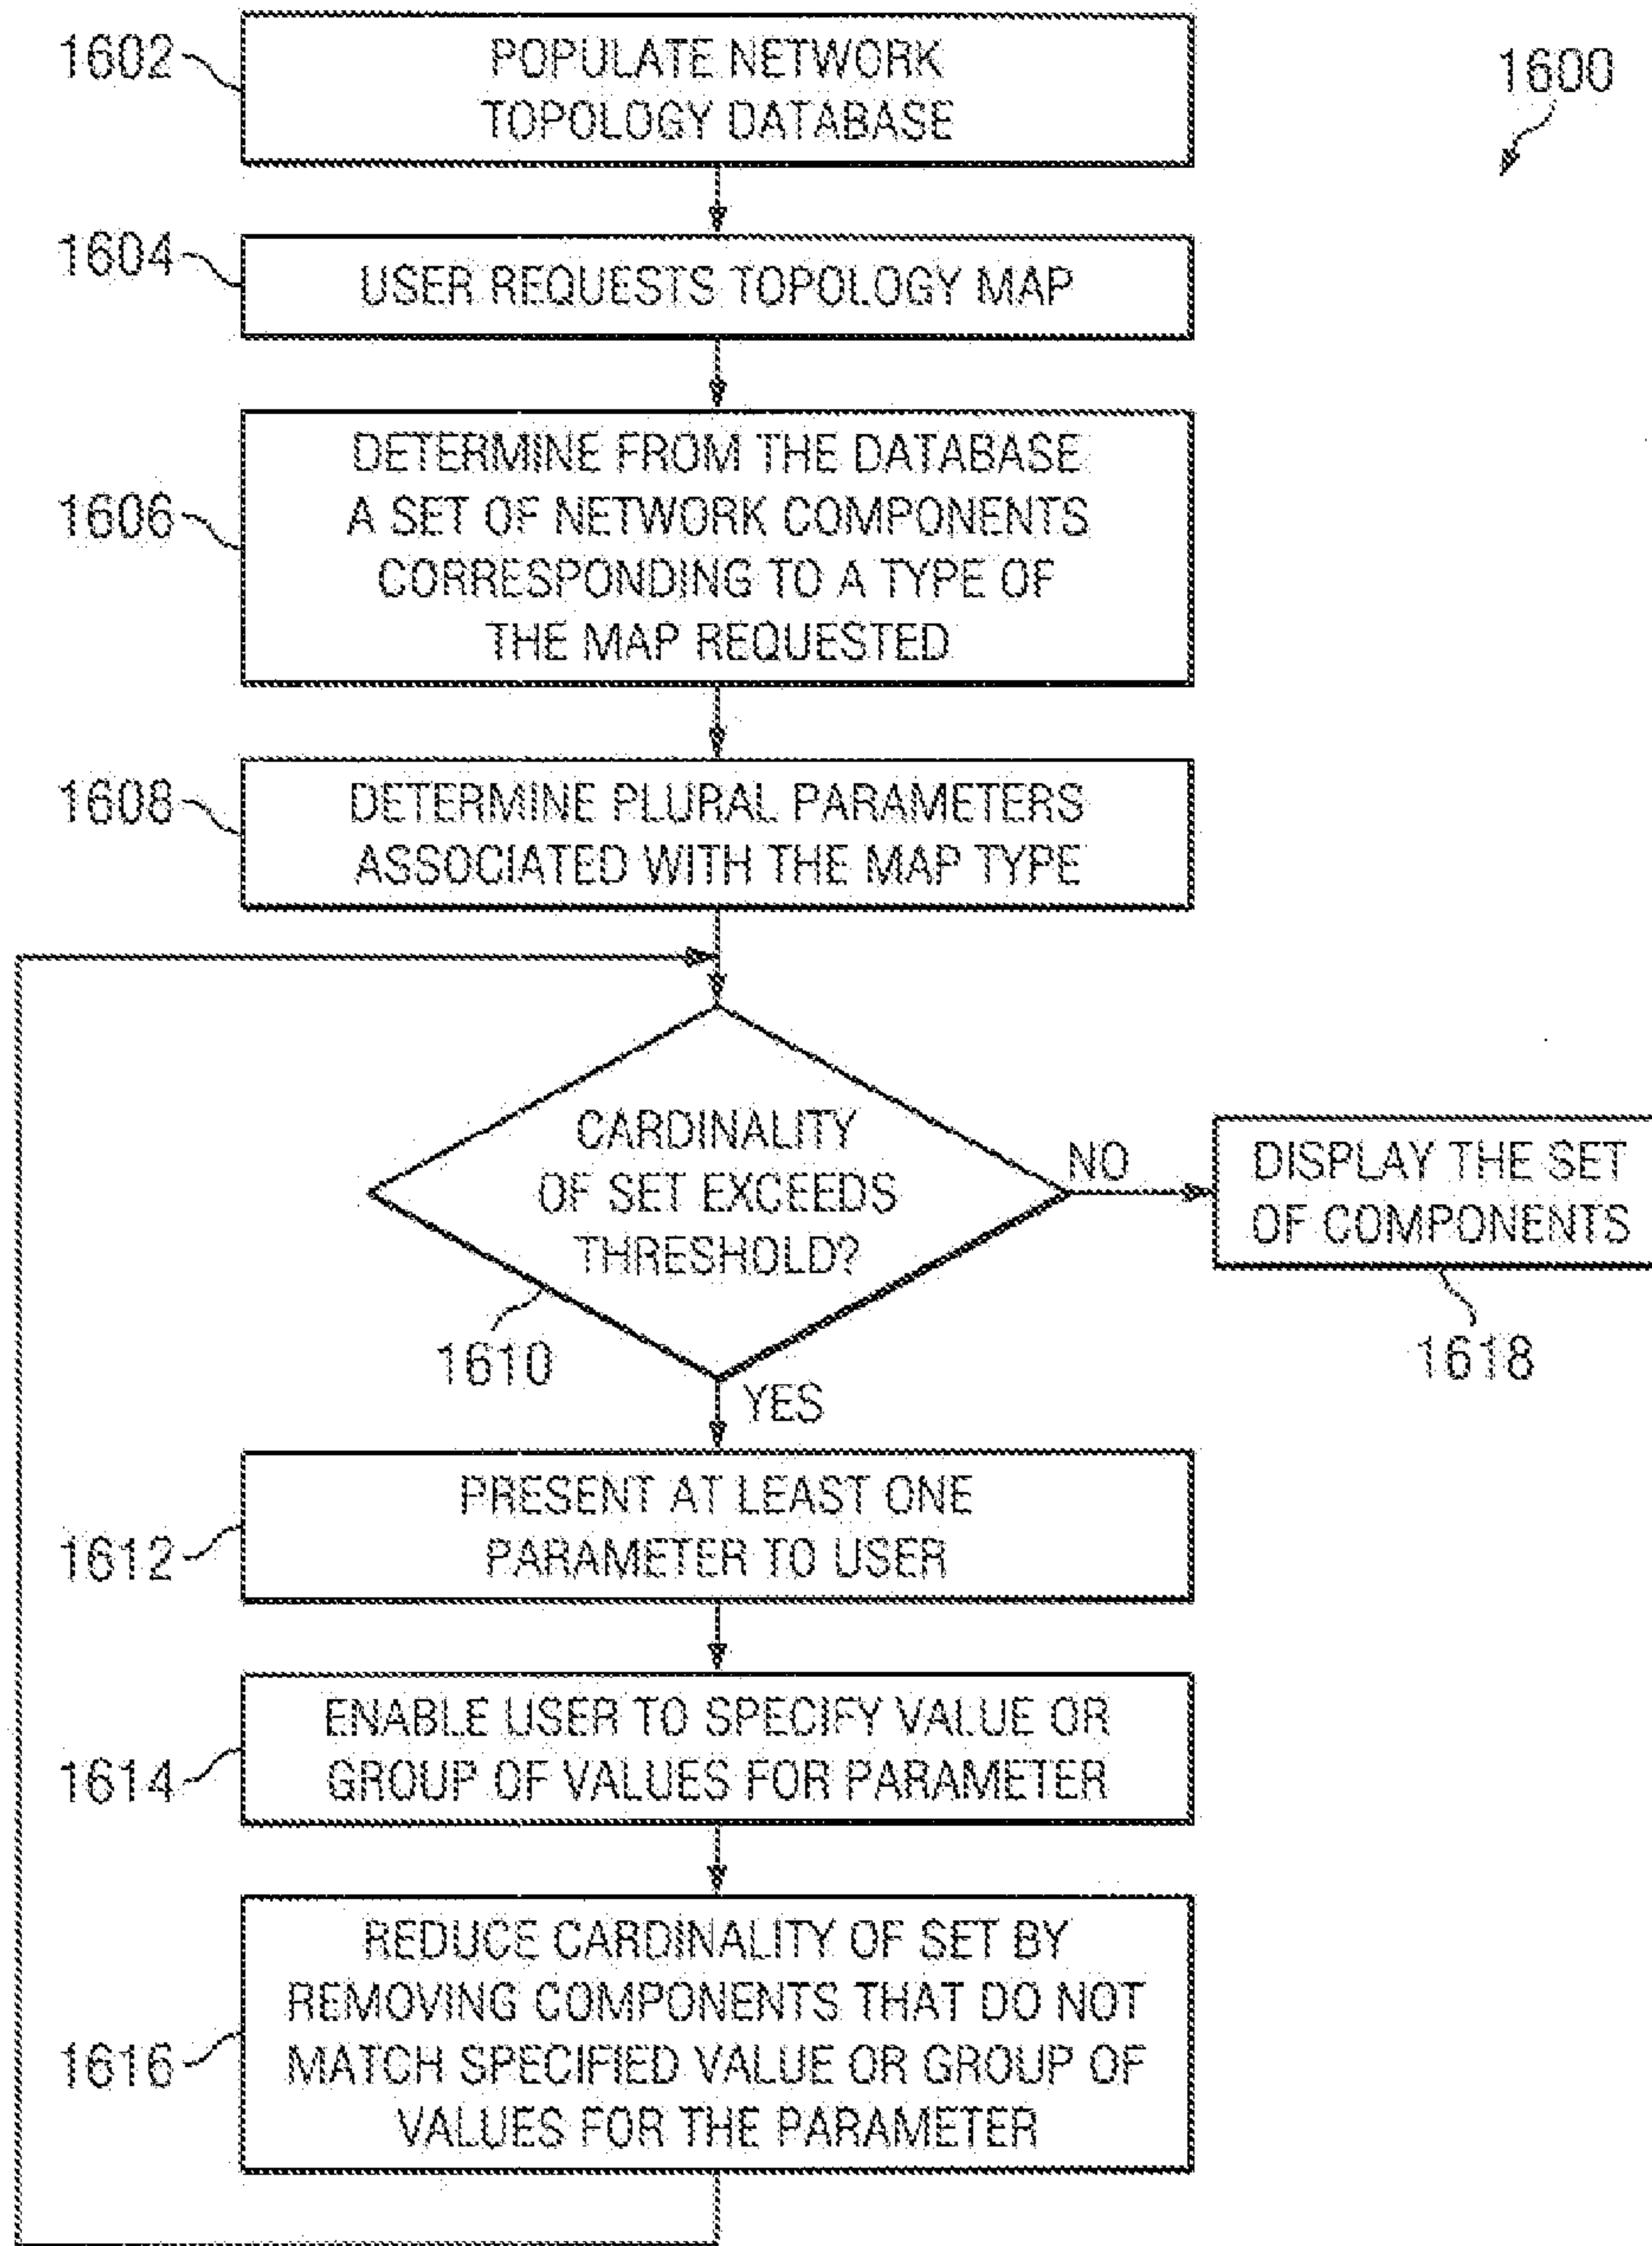 1602
POPULATE NETWORK
TOPOLOGY DATABASE
1600
1604
USER REQUESTS TOPOLOGY MAP
1606
DETERMINE FROM THE DATABASE
A SET OF NETWORK COMPONENTS
CORRESPONDING TO A TYPE OF
THE MAP REQUESTED
1608
DETERMINE PLURAL PARAMETERS
ASSOCIATED WITH THE MAP TYPE
CARDINALITY
OF SET EXCEEDS
THRESHOLD?
1610
NO
DISPLAY THE SET
OF COMPONENTS
1618
YES
1612
PRESENT AT LEAST ONE
PARAMETER TO USER
1614
ENABLE USER TO SPECIFY VALUE OR
GROUP OF VALUES FOR PARAMETER
1616
REDUCE CARDINALITY OF SET BY
REMOVING COMPONENTS THAT DO NOT
MATCH SPECIFIED VALUE OR GROUP OF
VALUES FOR THE PARAMETER